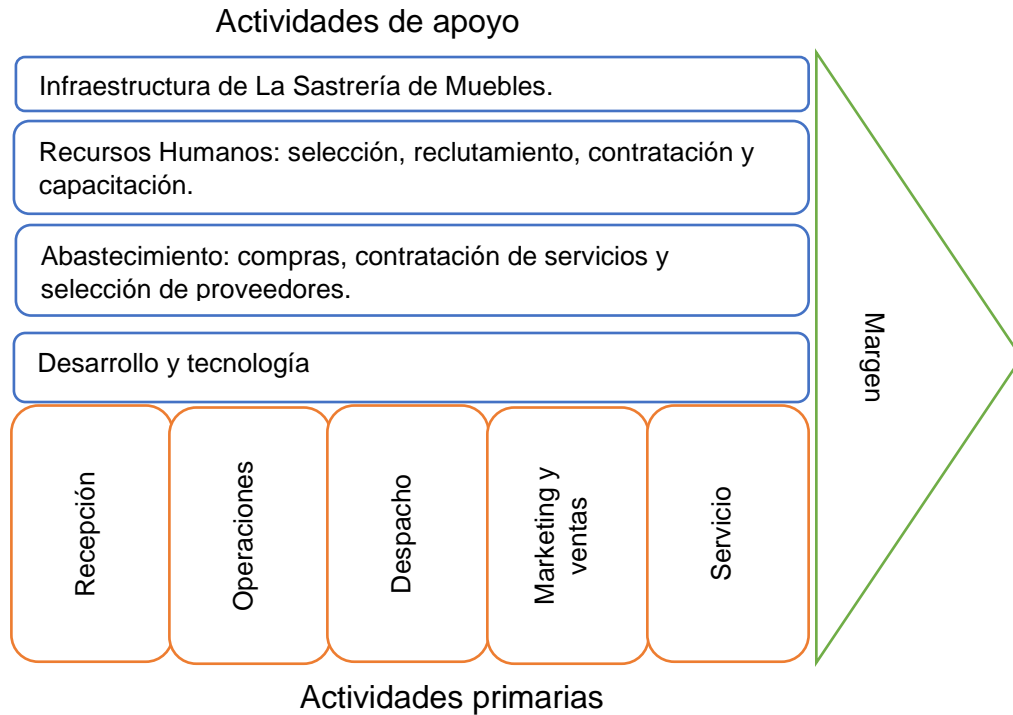 Actividades de apoyo
Infraestructura de La Sastrería de Muebles.
Recursos Humanos: selección, reclutamiento, contratación y
capacitación.
Abastecimiento: compras, contratación de servicios y
selección de proveedores.
Desarrollo y tecnología
Margen
Recepción
Operaciones
Despacho
Marketing y
ventas
Servicio
Actividades primarias